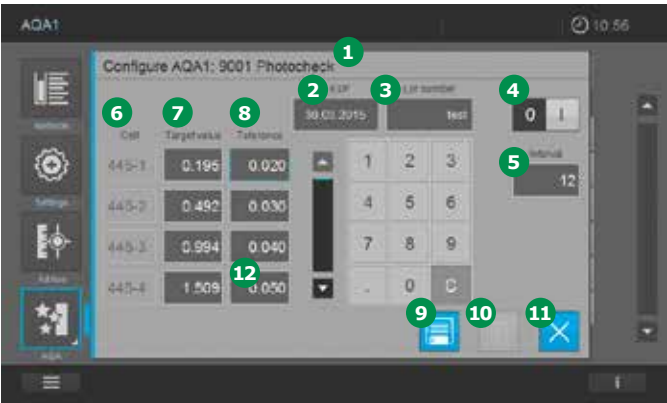 AQA1
10:56
Configure AQA1: 9001 Photocheck
1
2
3
4
Lot number
30.03.2015
test
0 I
5
Interval
12
6
7
8
Cell
Target value
Tolerance
445-1 0.195 0.020
445-2 0.492 0.030
445-3 0.994 0.040
445-4 1.509 0.050
12
1 2 3
4 5 6
7 8 9
. 0 C
9
10
11
Settings
AQA
i